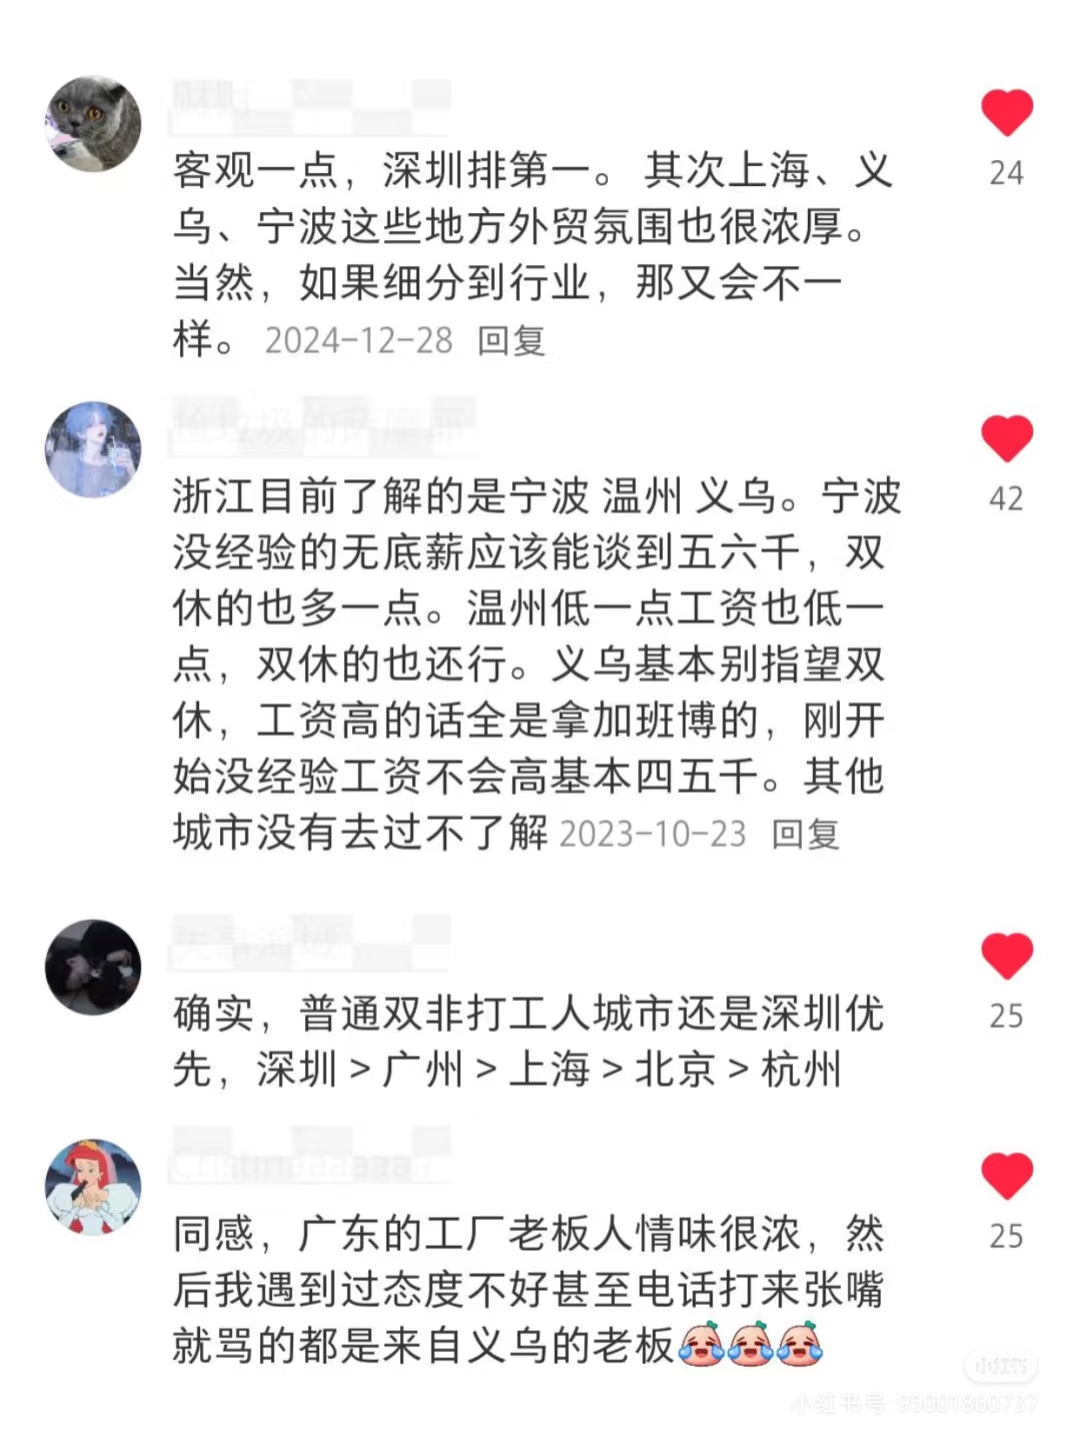 客观一点，深圳排第一。 其次上海、义
24
乌、宁波这些地方外贸氛围也很浓厚。
当然，如果细分到行业，那又会不一
样。 2024-12-28 回复
浙江目前了解的是宁波 温州 义乌。宁波
42
没经验的无底薪应该能谈到五六千，双
休的也多一点。温州低一点工资也低一
点，双休的也还行。义乌基本别指望双
休，工资高的话全是拿加班博的，刚开
始没经验工资不会高基本四五千。其他
城市没有去过不了解 2023-10-23 回复
确实，普通双非打工人城市还是深圳优
25
先，深圳 > 广州 > 上海 > 北京 > 杭州
同感，广东的工厂老板人情味很浓，然
25
后我遇到过态度不好甚至电话打来张嘴
就骂的都是来自义乌的老板
小红书
小红书号: 95001860737